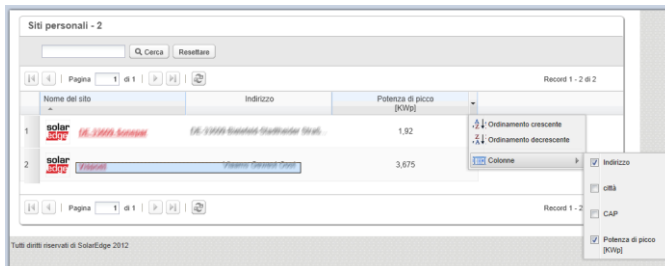 Siti personali - 2
Cerca Resettare
Pagina 1 di 1 Record 1 - 2 di 2
Nome del sito Indirizzo Potenza di picco [KWp]
Ordinamento crescente
Ordinamento decrescente
Colonne
Indirizzo
città
CAP
Potenza di picco [KWp]
1 solar edge 1,92
2 solar edge 3,675
Pagina 1 di 1 Record 1 - 2
Tutti diritti riservati di SolarEdge 2012